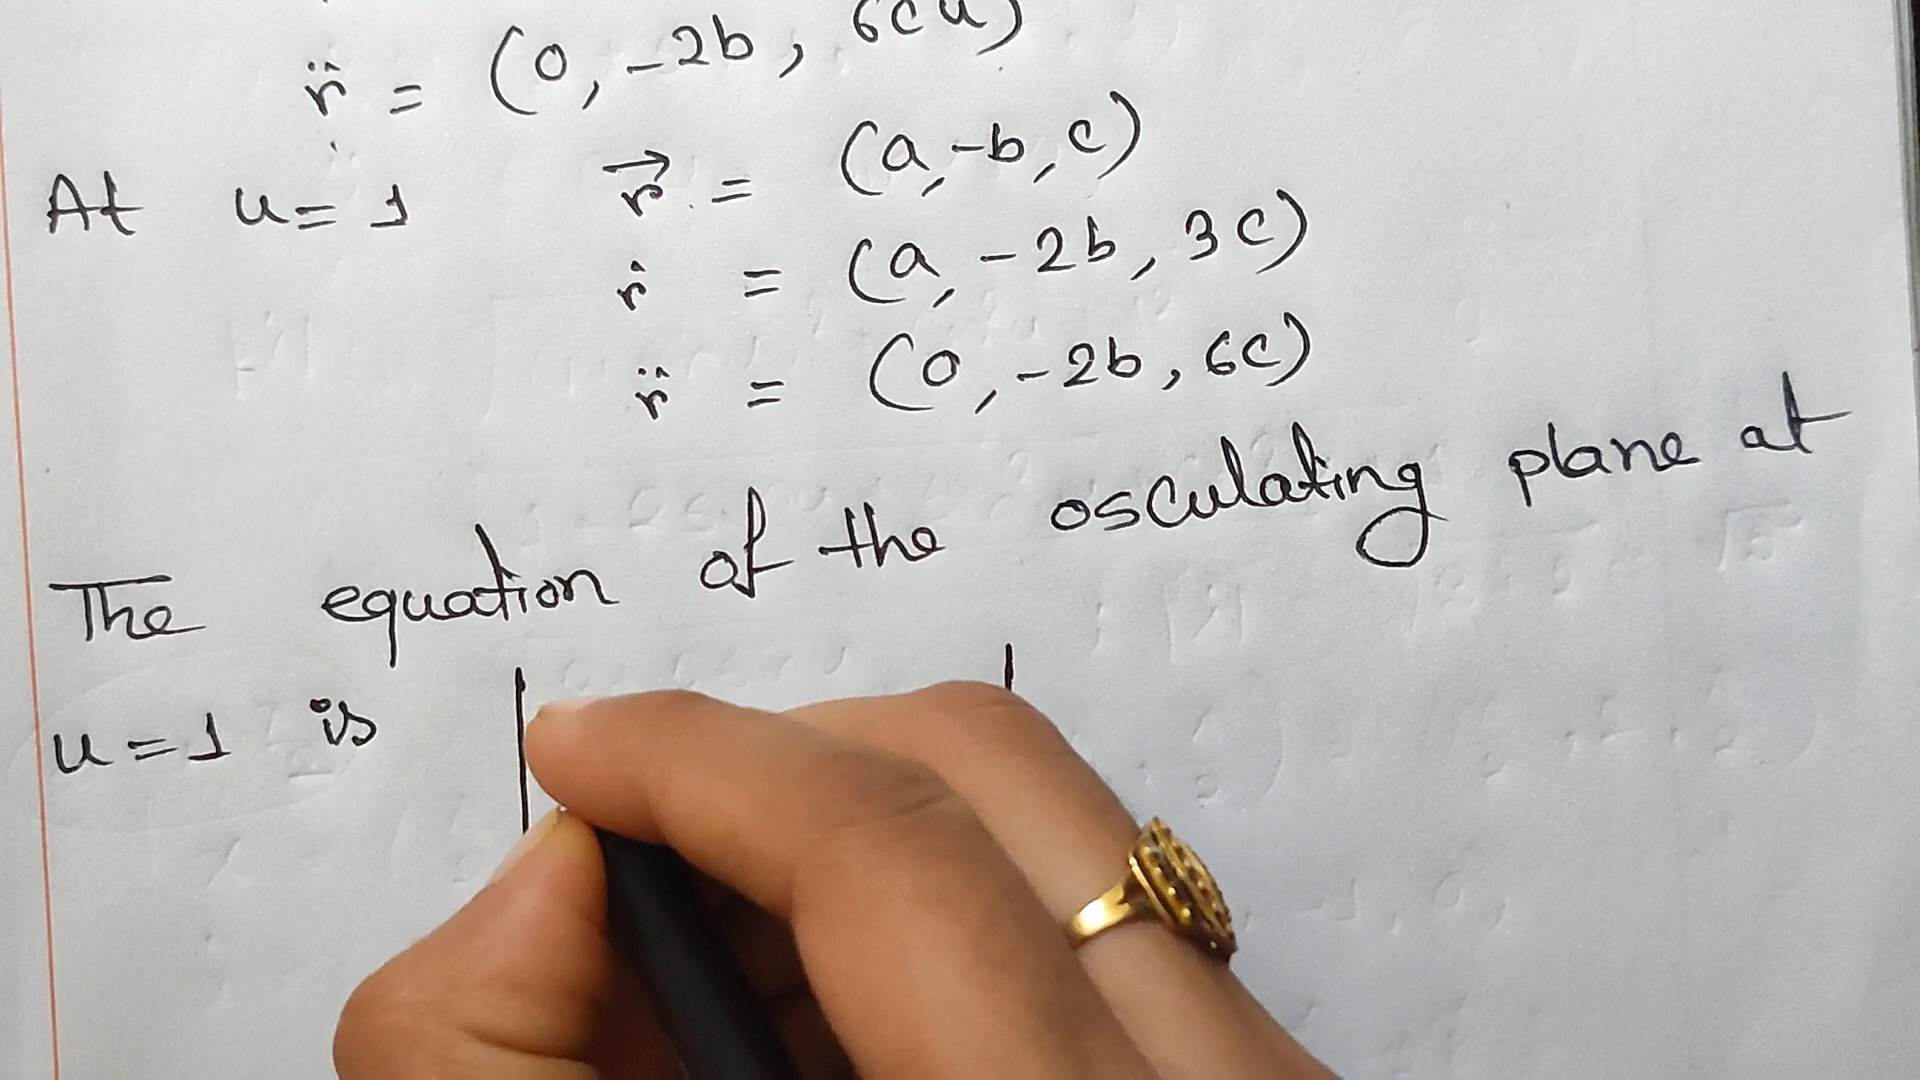 r̈ = (0, -2b, 6cu)
At u=1 r⃗ = (a, -b, c)
ṙ = (a, -2b, 3c)
r̈ = (0, -2b, 6c)
The equation of the osculating plane at
u=1 is